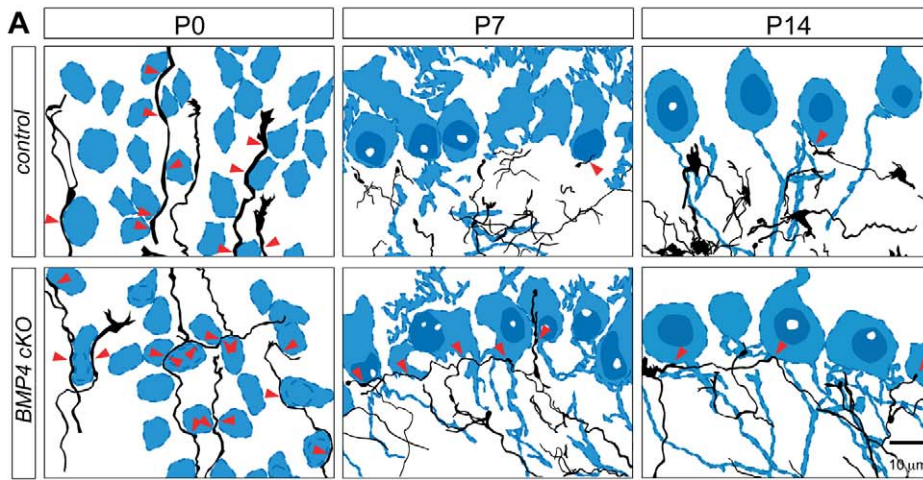 A
P0
P7
P14
control
BMP4 cKO
10 µm